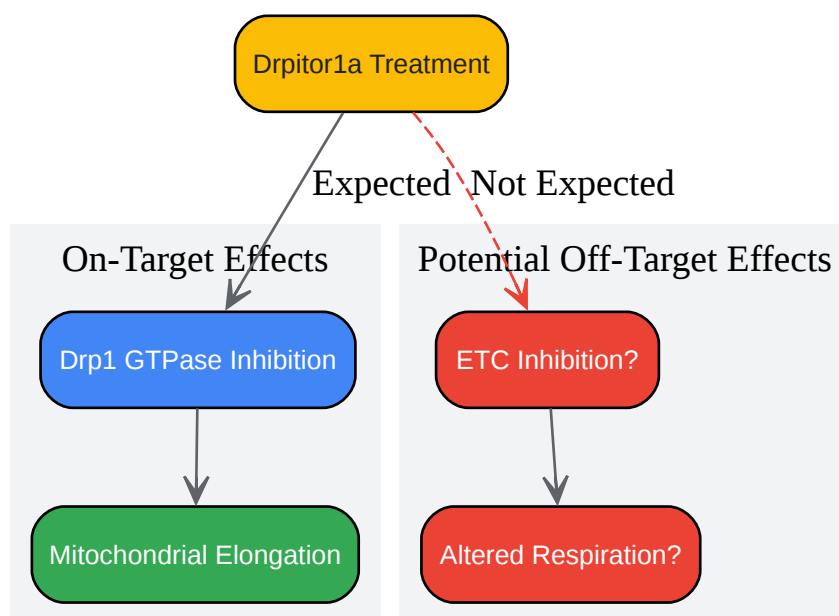 Drpitor1a Treatment
Expected Not Expected
On-Target Effects
Potential Off-Target Effects
Drp1 GTPase Inhibition
ETC Inhibition?
Mitochondrial Elongation
Altered Respiration?